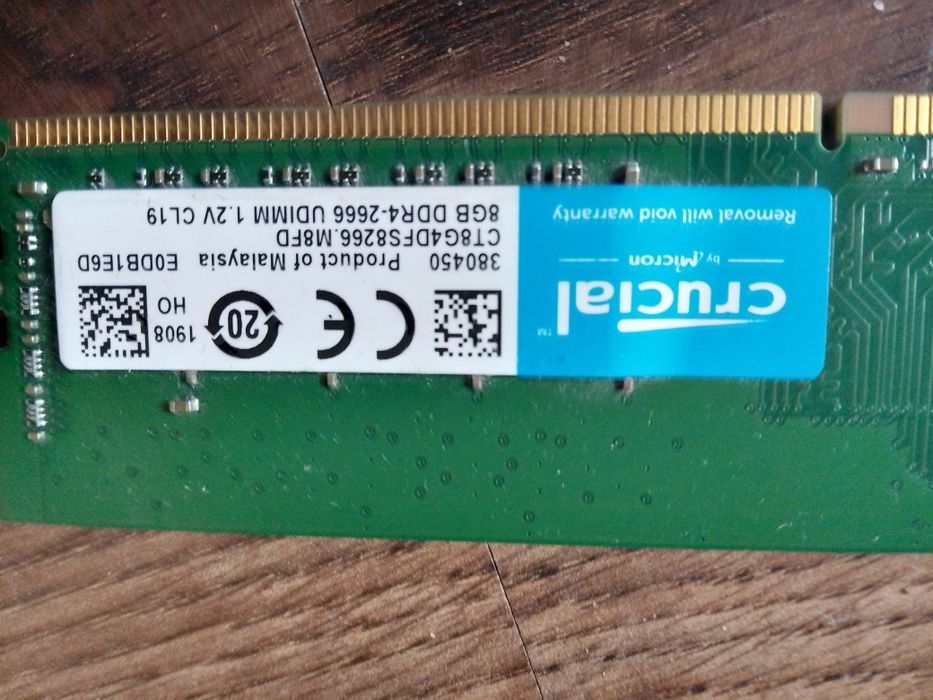 crucial™
by Micron
Removal will void warranty
1908
HO
20
380450 Product of Malaysia E0DB1E6D
CT8G4DFS8266.M8FD
8GB DDR4-2666 UDIMM 1.2V CL19